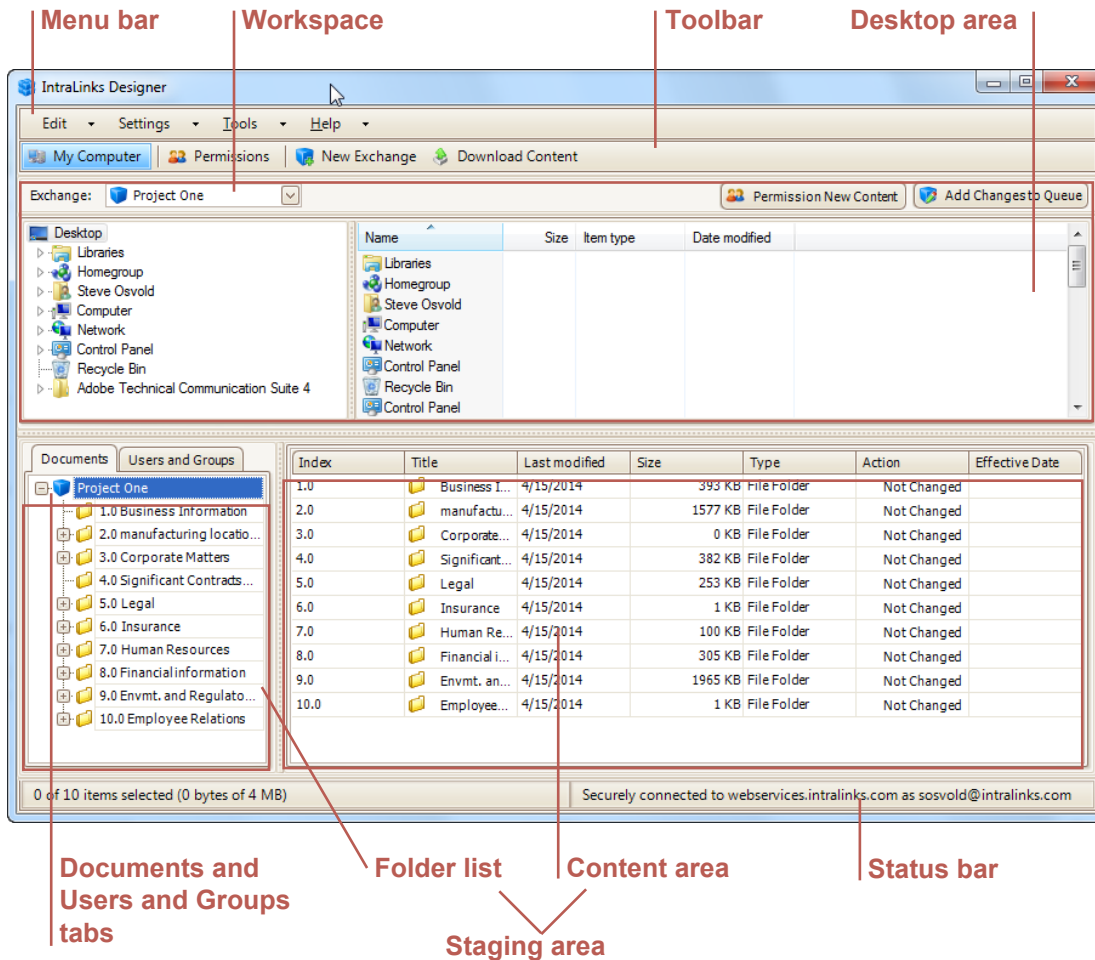 Menu bar Workspace Toolbar Desktop area
IntraLinks Designer
Edit Settings Tools Help
My Computer Permissions New Exchange Download Content
Exchange: Project One Permission New Content Add Changes to Queue
Desktop
Libraries
Homegroup
Steve Osvold
Computer
Network
Control Panel
Recycle Bin
Adobe Technical Communication Suite 4
Name Size Item type Date modified
Libraries
Homegroup
Steve Osvold
Computer
Network
Control Panel
Recycle Bin
Control Panel
Documents Users and Groups
Project One
1.0 Business Information
2.0 manufacturing locatio...
3.0 Corporate Matters
4.0 Significant Contracts...
5.0 Legal
6.0 Insurance
7.0 Human Resources
8.0 Financial information
9.0 Envmt. and Regulato...
10.0 Employee Relations
Index Title Last modified Size Type Action Effective Date
1.0 Business I... 4/15/2014 393 KB File Folder Not Changed
2.0 manufactu... 4/15/2014 1577 KB File Folder Not Changed
3.0 Corporate... 4/15/2014 0 KB File Folder Not Changed
4.0 Significant... 4/15/2014 382 KB File Folder Not Changed
5.0 Legal 4/15/2014 253 KB File Folder Not Changed
6.0 Insurance 4/15/2014 1 KB File Folder Not Changed
7.0 Human Re... 4/15/2014 100 KB File Folder Not Changed
8.0 Financial i... 4/15/2014 305 KB File Folder Not Changed
9.0 Envmt. an... 4/15/2014 1965 KB File Folder Not Changed
10.0 Employee... 4/15/2014 1 KB File Folder Not Changed
0 of 10 items selected (0 bytes of 4 MB) Securely connected to webservices.intralinks.com as sosvold@intralinks.com
Documents and
Users and Groups
tabs
Folder list Content area Status bar
Staging area